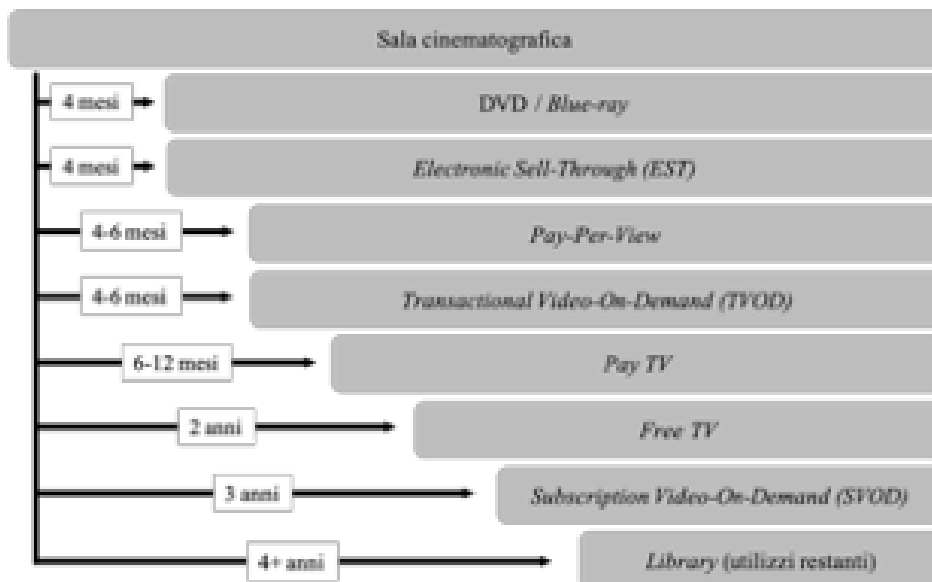 Sala cinematografica
4 mesi DVD / Blue-ray
4 mesi Electronic Sell-Through (EST)
4-6 mesi Pay-Per-View
4-6 mesi Transactional Video-On-Demand (TVOD)
6-12 mesi Pay TV
2 anni Free TV
3 anni Subscription Video-On-Demand (SVOD)
4+ anni Library (utilizzi restanti)